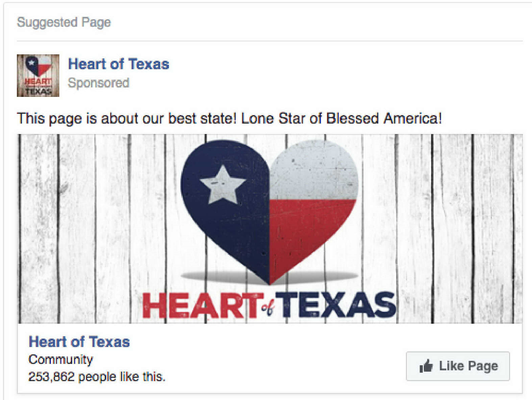 Suggested Page
HEART
TEXAS
Heart of Texas
Sponsored
This page is about our best state! Lone Star of Blessed America!
HEART of TEXAS
Heart of Texas
Community
253,862 people like this.
Like Page